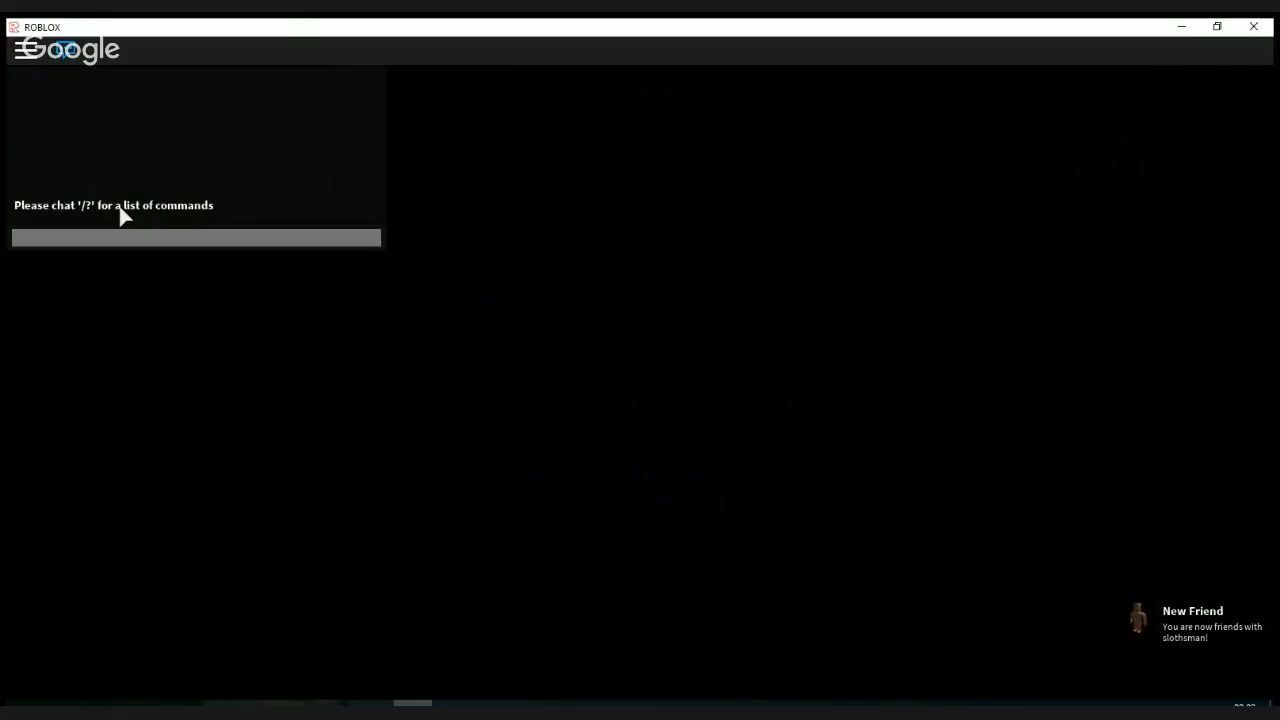 ROBLOX
Google
Please chat '/?' for a list of commands
New Friend
You are now friends with
slothsman!